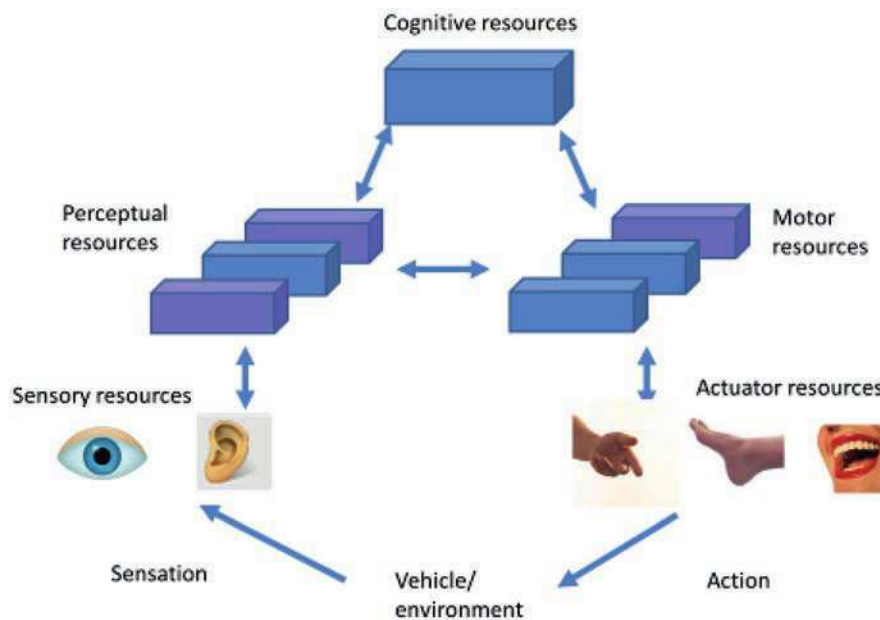 Cognitive resources
Perceptual
resources
Motor
resources
Sensory resources
Actuator resources
Sensation
Vehicle/
environment
Action